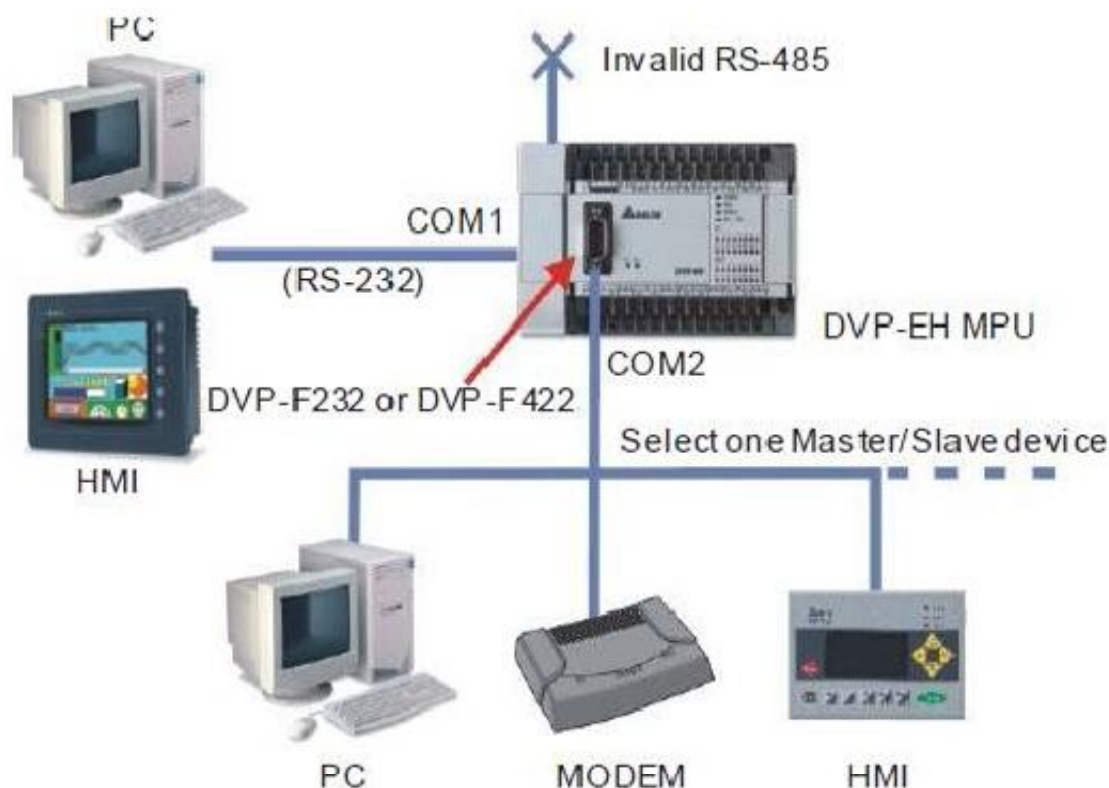 PC
Invalid RS-485
COM1
(RS-232)
DVP-EH MPU
COM2
DVP-F232 or DVP-F422
Select one Master/Slave device
HMI
PC
MODEM
HMI